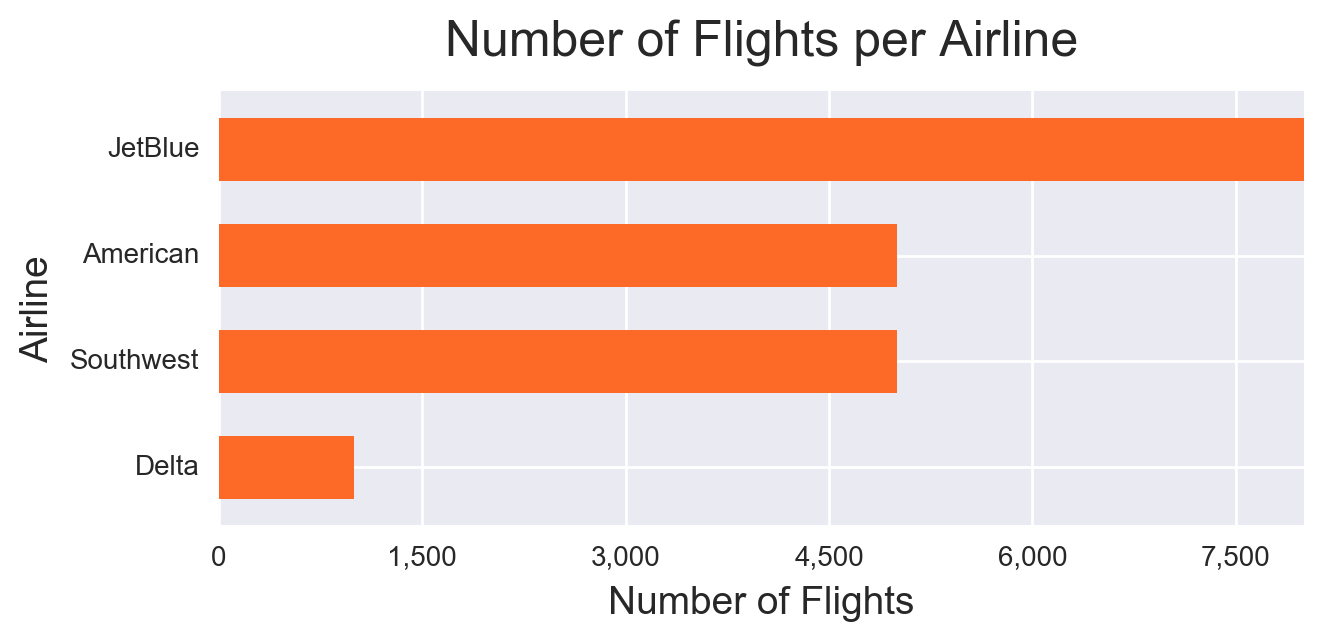 Number of Flights per Airline
JetBlue
American
Southwest
Delta
Airline
0 1,500 3,000 4,500 6,000 7,500
Number of Flights